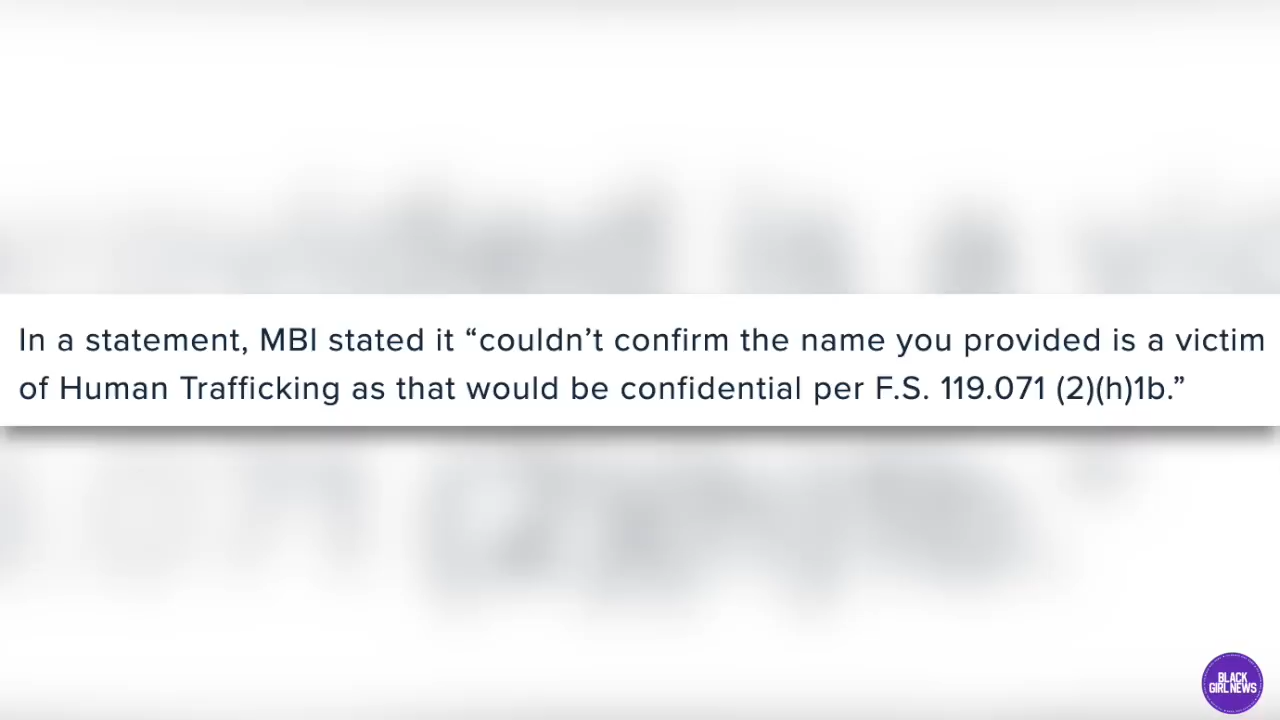 In a statement, MBI stated it “couldn’t confirm the name you provided is a victim
of Human Trafficking as that would be confidential per F.S. 119.071 (2)(h)1b.”
BLACK
GIRL NEWS